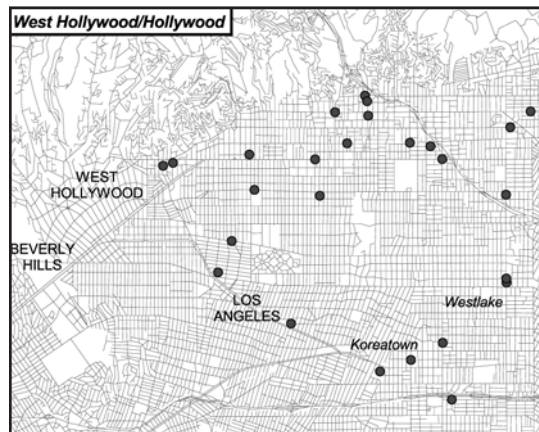 West Hollywood/Hollywood
WEST
HOLLYWOOD
BEVERLY
HILLS
LOS
ANGELES
Westlake
Koreatown